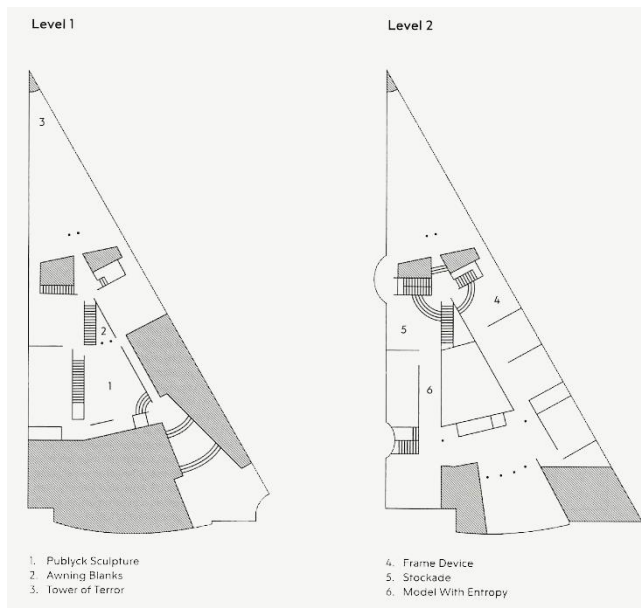 Level 1
Level 2
3
2
1
4
5
6
1. Publyck Sculpture
2. Awning Blanks
3. Tower of Terror
4. Frame Device
5. Stockade
6. Model With Entropy